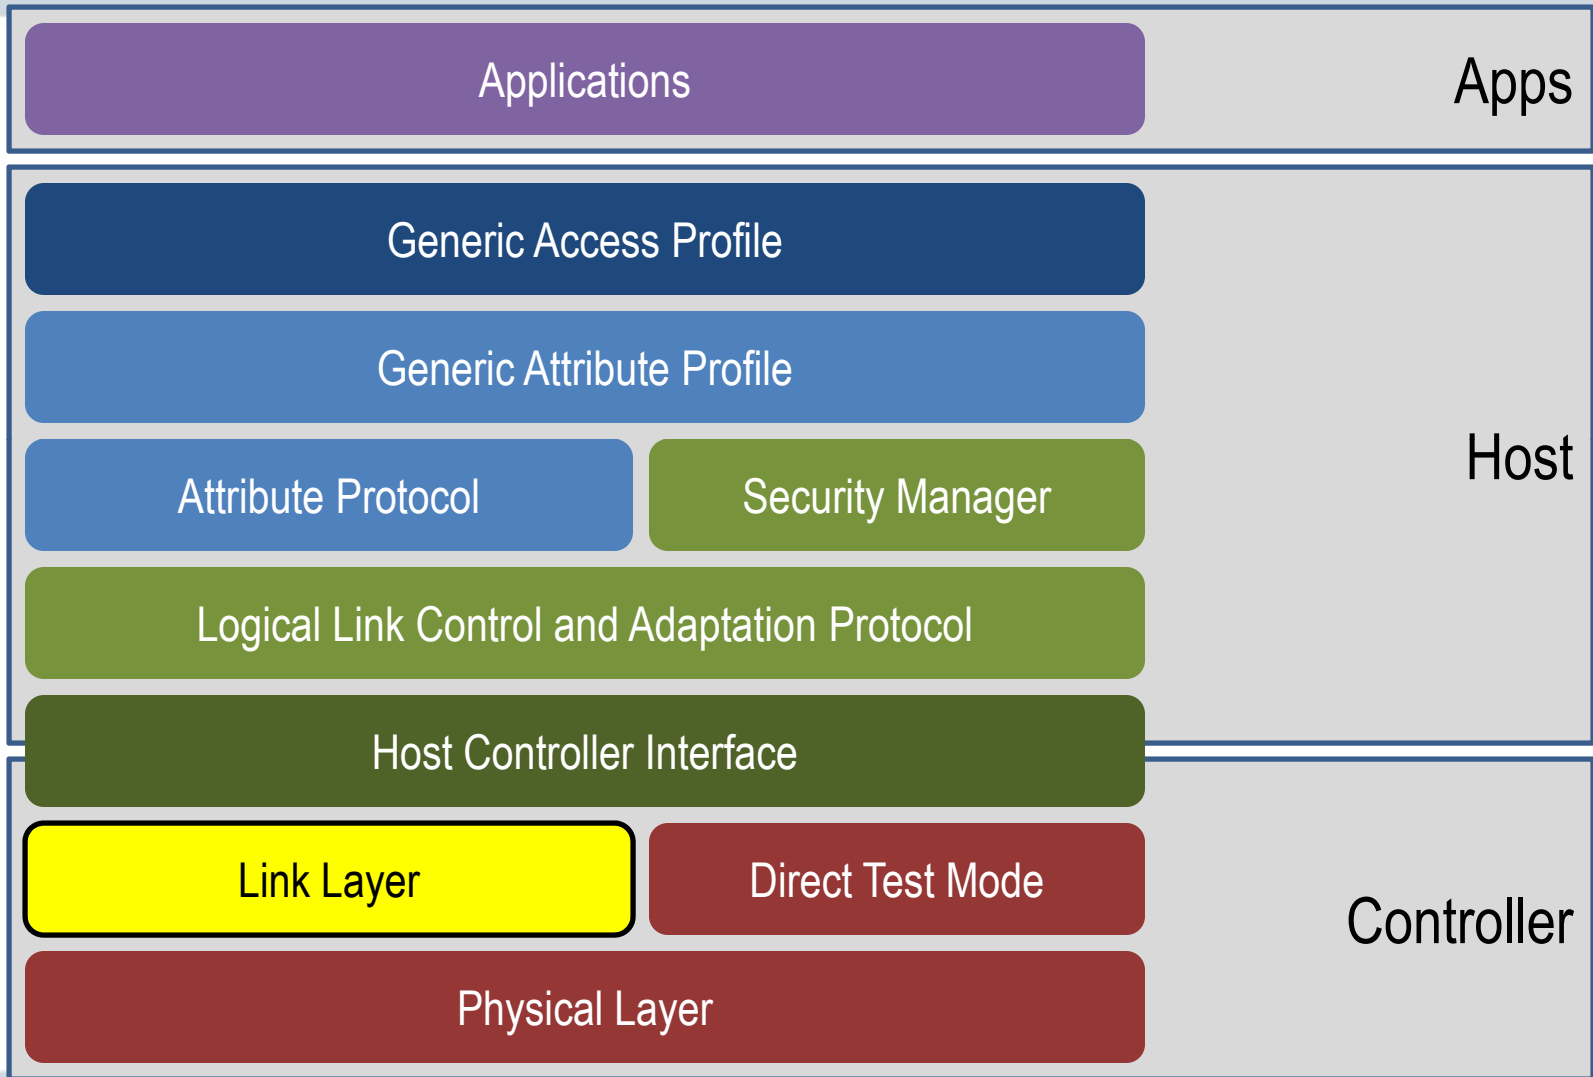 Applications
Apps
Generic Access Profile
Generic Attribute Profile
Attribute Protocol
Security Manager
Host
Logical Link Control and Adaptation Protocol
Host Controller Interface
Link Layer
Direct Test Mode
Controller
Physical Layer